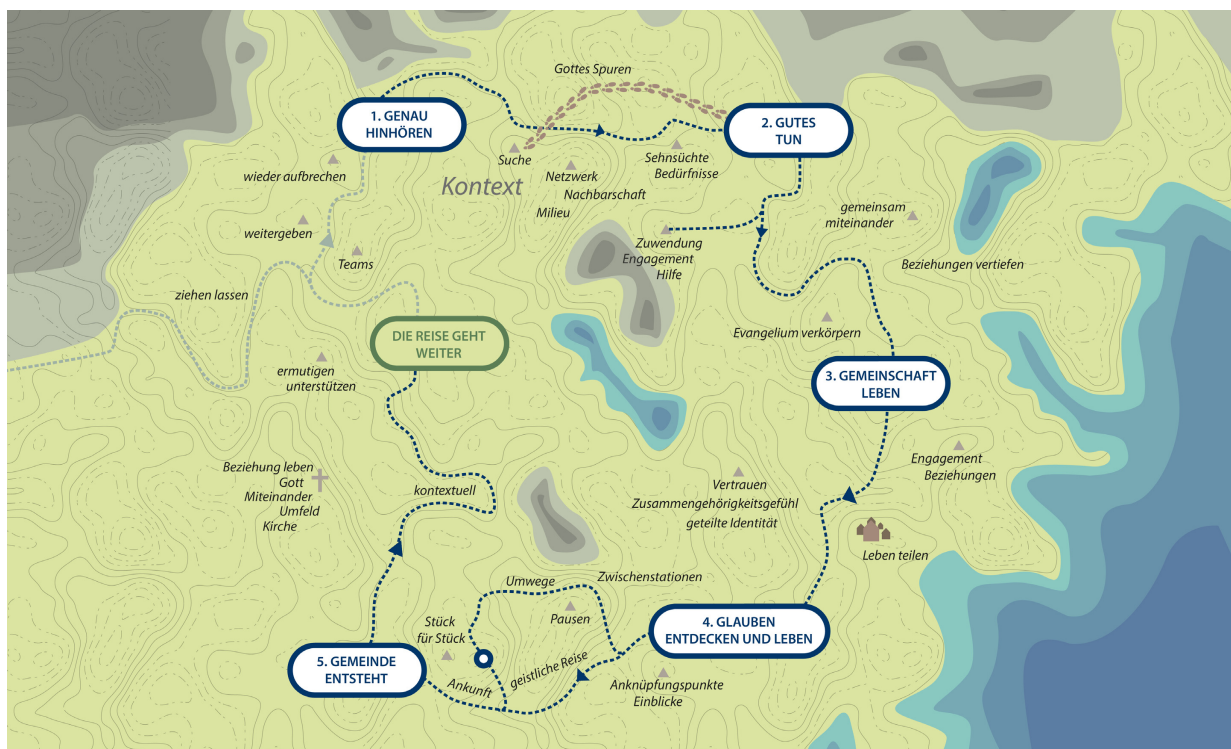 Gottes Spuren
1. GENAU
HINHÖREN
2. GUTES
TUN
Suche
Kontext
Netzwerk
Nachbarschaft
Milieu
Sehnsüchte
Bedürfnisse
wieder aufbrechen
weitergeben
Teams
ziehen lassen
Zuwendung
Engagement
Hilfe
gemeinsam
miteinander
Beziehungen vertiefen
Evangelium verkörpern
DIE REISE GEHT
WEITER
ermutigen
unterstützen
3. GEMEINSCHAFT
LEBEN
Beziehung leben
Gott
Miteinander
Umfeld
Kirche
kontextuell
Vertrauen
Zusammengehörigkeitsgefühl
geteilte Identität
Engagement
Beziehungen
Leben teilen
Umwege
Zwischenstationen
Pausen
Stück
für Stück
4. GLAUBEN
ENTDECKEN UND LEBEN
5. GEMEINDE
ENTSTEHT
Ankunft
geistliche Reise
Anknüpfungspunkte
Einblicke